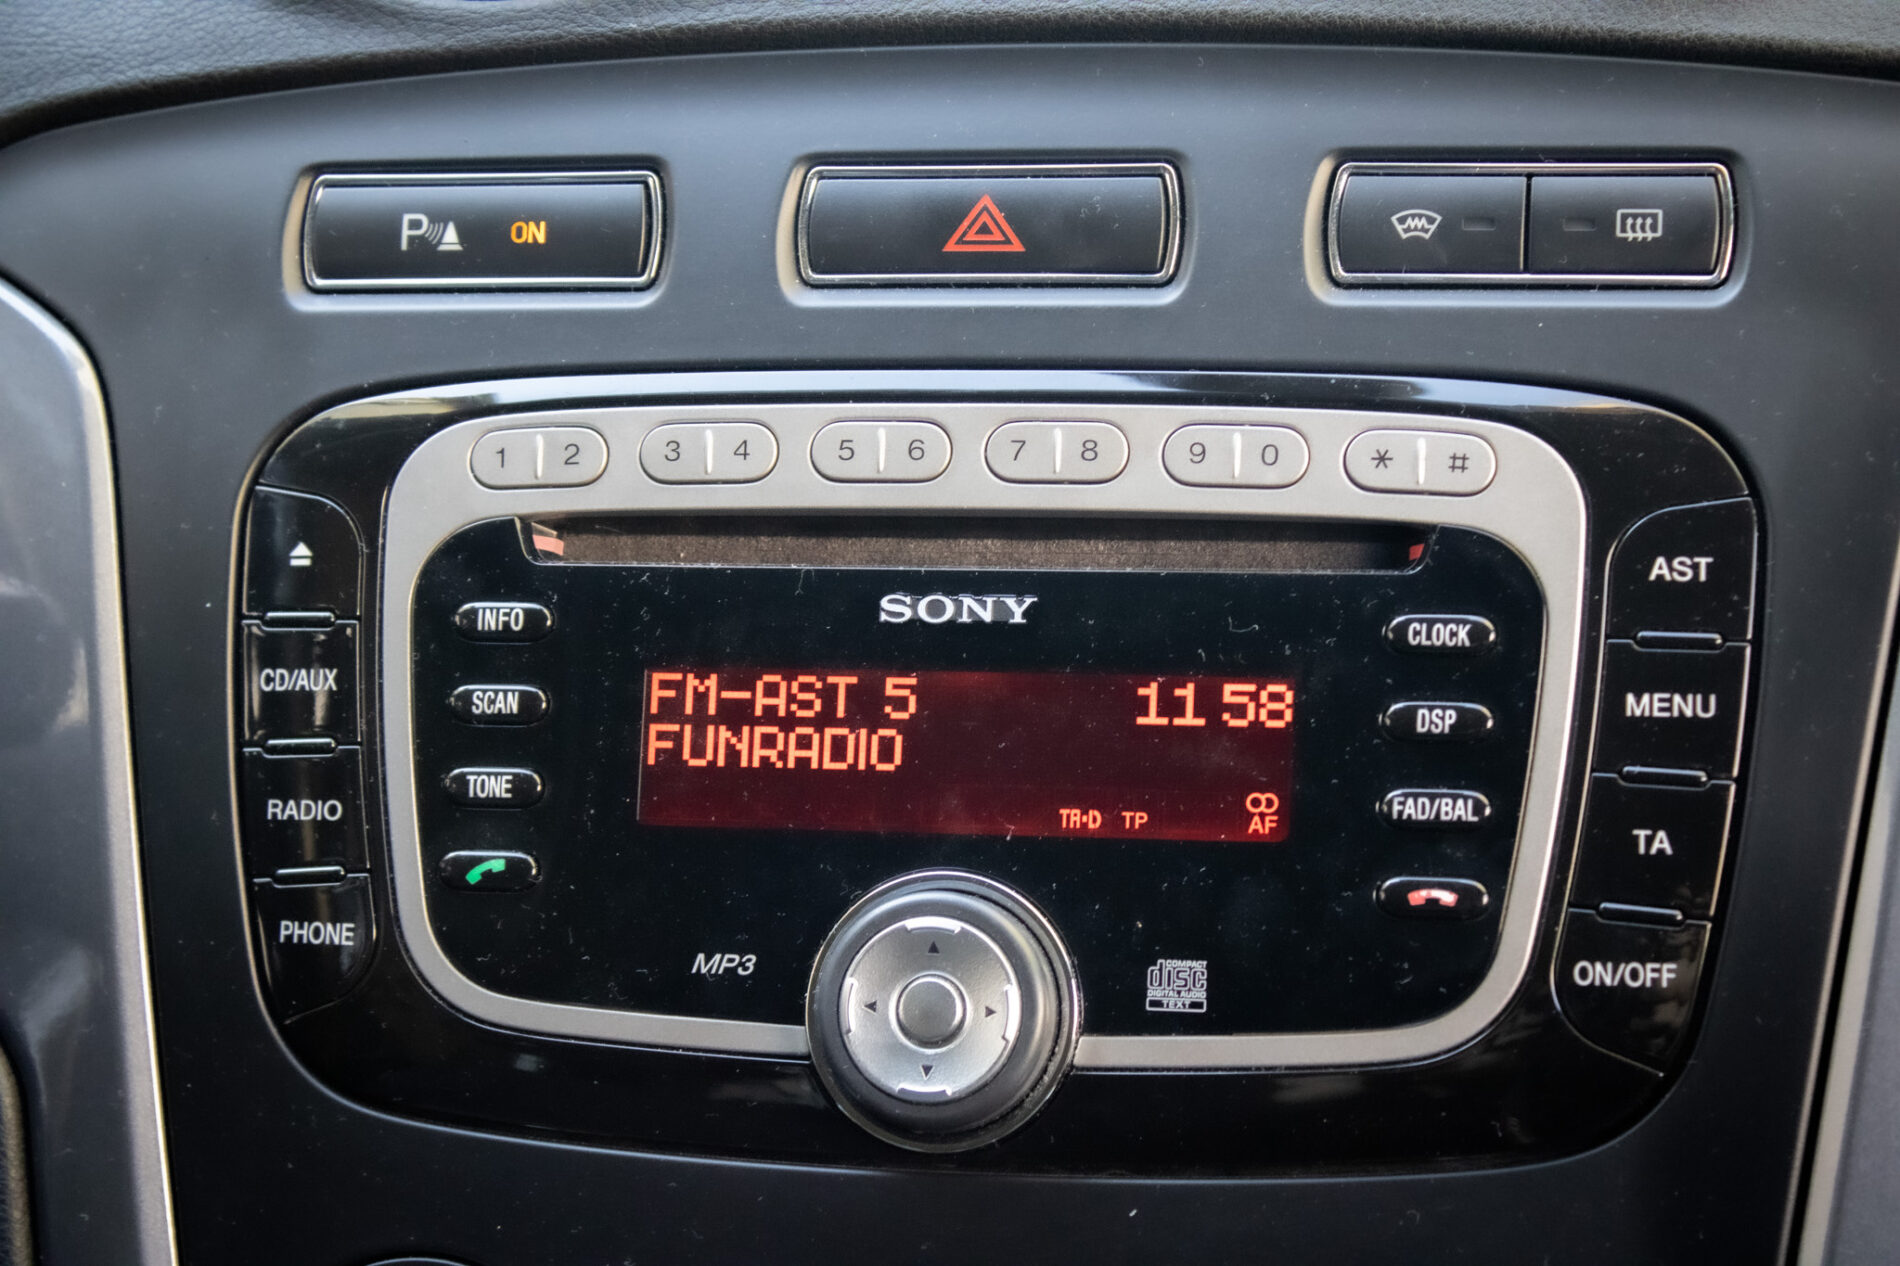 P ON
1 2 3 4 5 6 7 8 9 0 * #
SONY
INFO
SCAN
TONE
CD/AUX
RADIO
PHONE
FM-AST 5 11 58
FUNRADIO
TA·D TP AF
CLOCK
DSP
FAD/BAL
AST
MENU
TA
ON/OFF
MP3
COMPACT
disc
DIGITAL AUDIO
TEXT